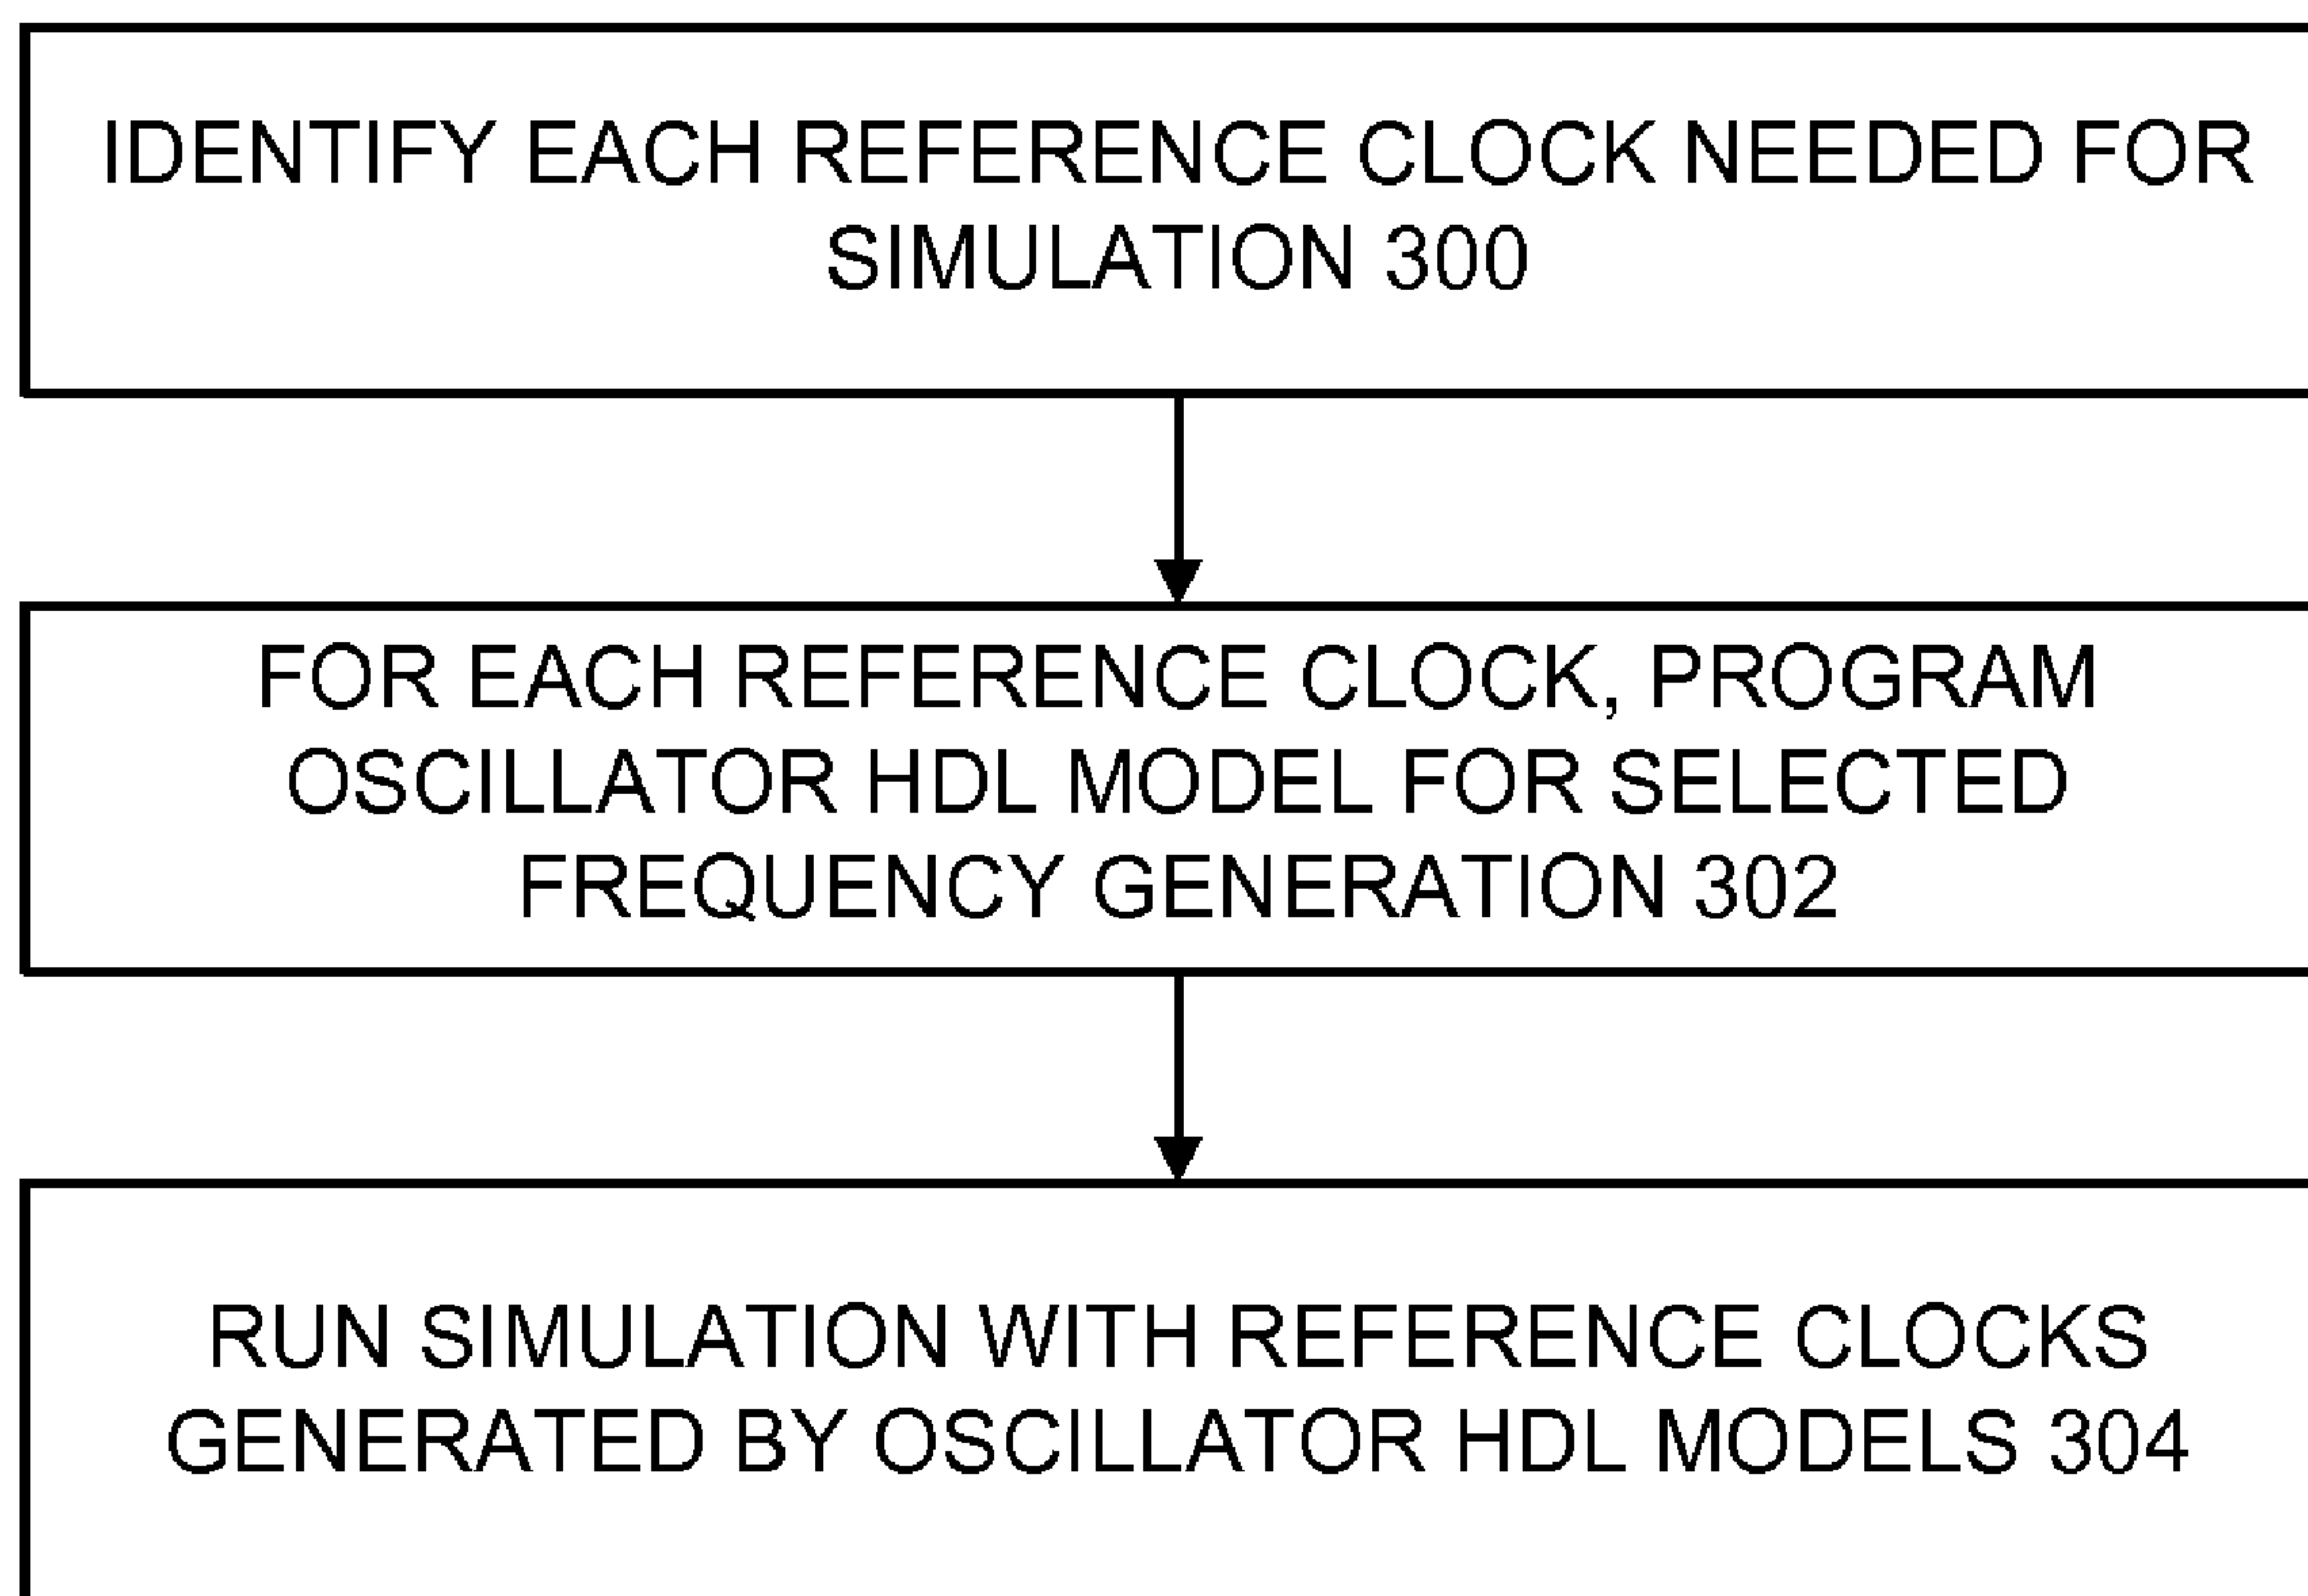 IDENTIFY EACH REFERENCE CLOCK NEEDED FOR
SIMULATION 300
FOR EACH REFERENCE CLOCK, PROGRAM
OSCILLATOR HDL MODEL FOR SELECTED
FREQUENCY GENERATION 302
RUN SIMULATION WITH REFERENCE CLOCKS
GENERATED BY OSCILLATOR HDL MODELS 304